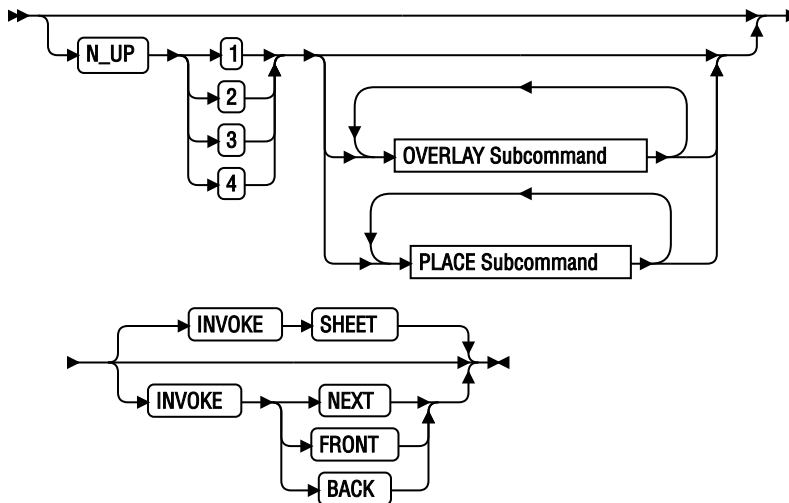 N_UP 1
2
3
4
OVERLAY Subcommand
PLACE Subcommand
INVOKE SHEET
INVOKE NEXT
FRONT
BACK